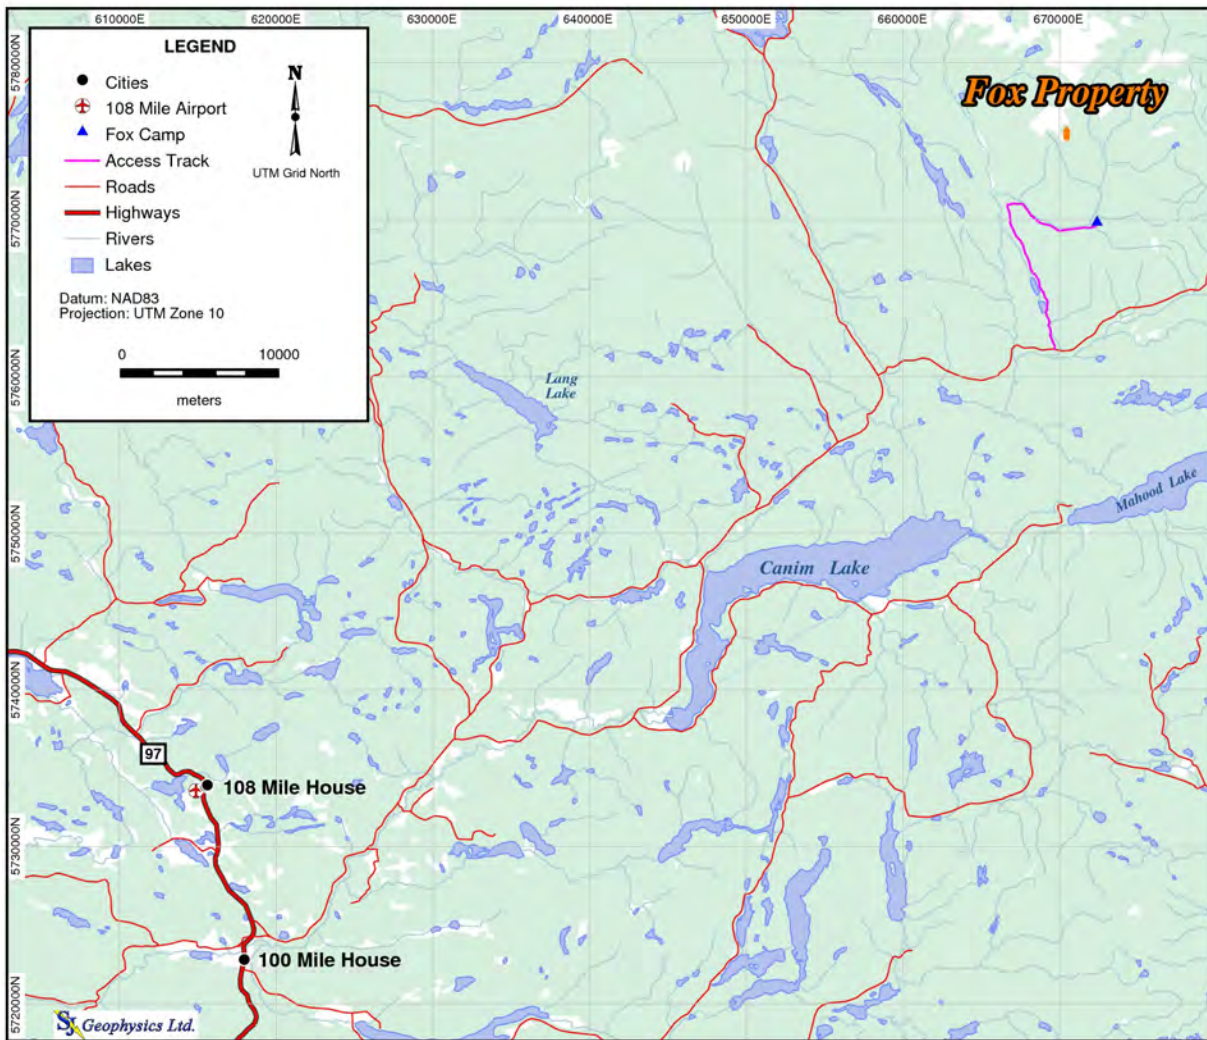 610000E 620000E 630000E 640000E 650000E 660000E 670000E
5780000N
5770000N
5760000N
5750000N
5740000N
5730000N
5720000N
LEGEND
Cities
108 Mile Airport
Fox Camp
Access Track
Roads
Highways
Rivers
Lakes
N
UTM Grid North
Datum: NAD83
Projection: UTM Zone 10
0 10000
meters
Fox Property
Lang
Lake
Mahood Lake
Canim Lake
97
108 Mile House
100 Mile House
SJ Geophysics Ltd.